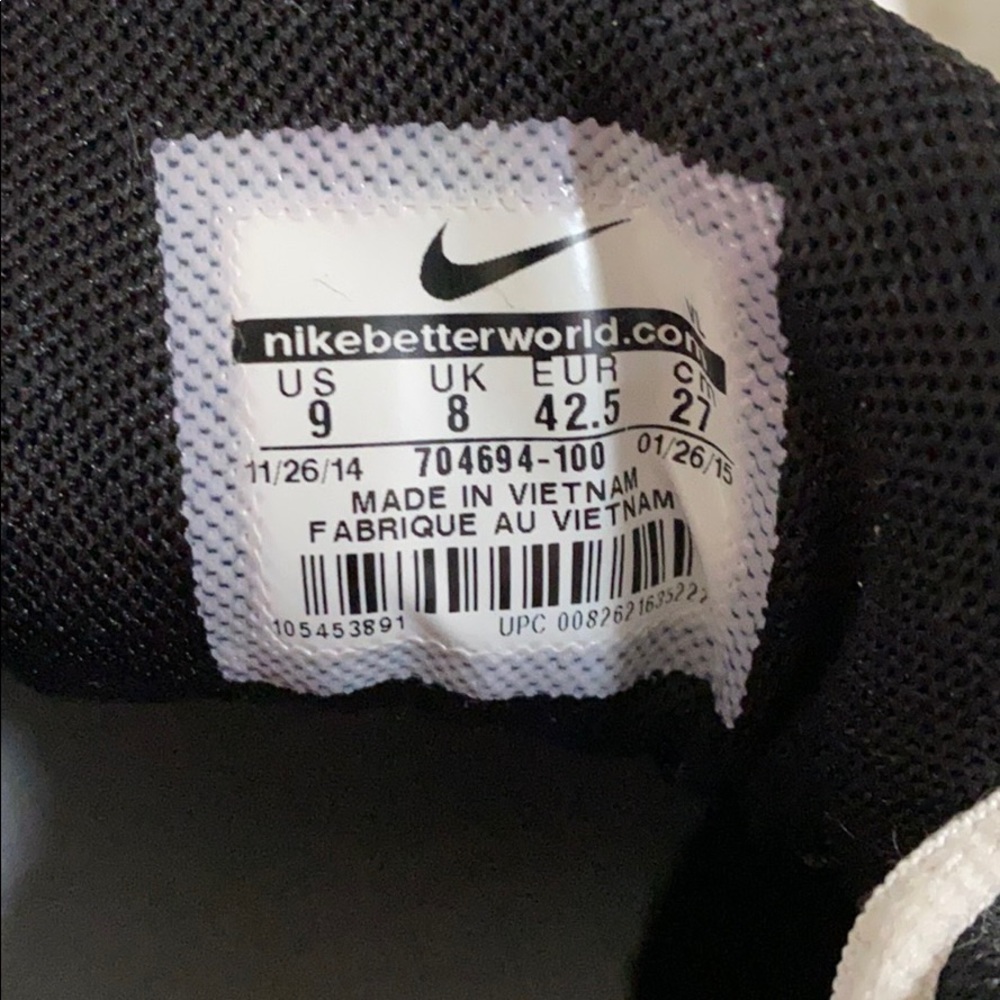 nikebetterworld.com
US UK EUR cm
9 8 42.5 27
11/26/14 704694-100 01/26/15
MADE IN VIETNAM
FABRIQUE AU VIETNAM
105453891 UPC 00826216352222